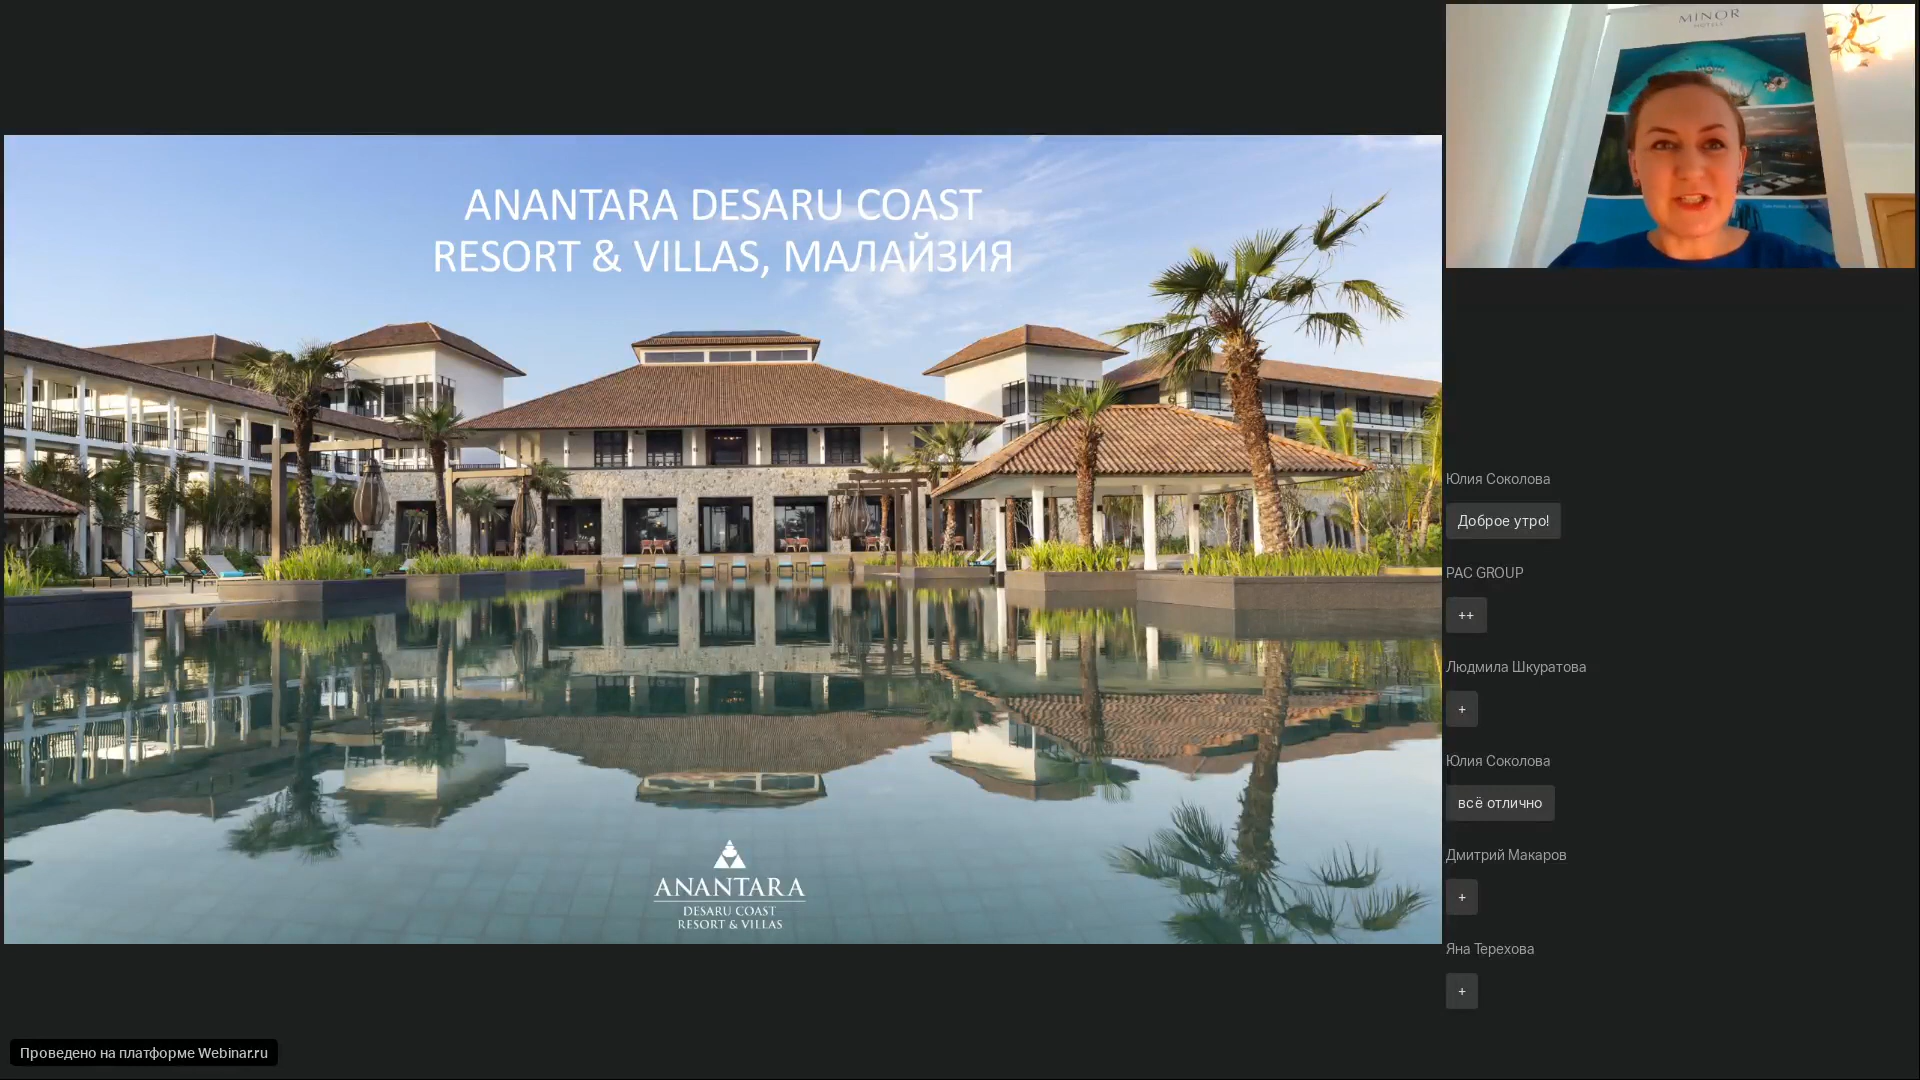 ANANTARA DESARU COAST
RESORT & VILLAS, МАЛАЙЗИЯ
ANANTARA
DESARU COAST
RESORT & VILLAS
MINOR
HOTELS
Юлия Соколова
Доброе утро!
PAC GROUP
++
Людмила Шкуратова
+
Юлия Соколова
всё отлично
Дмитрий Макаров
+
Яна Терехова
+
Проведено на платформе Webinar.ru